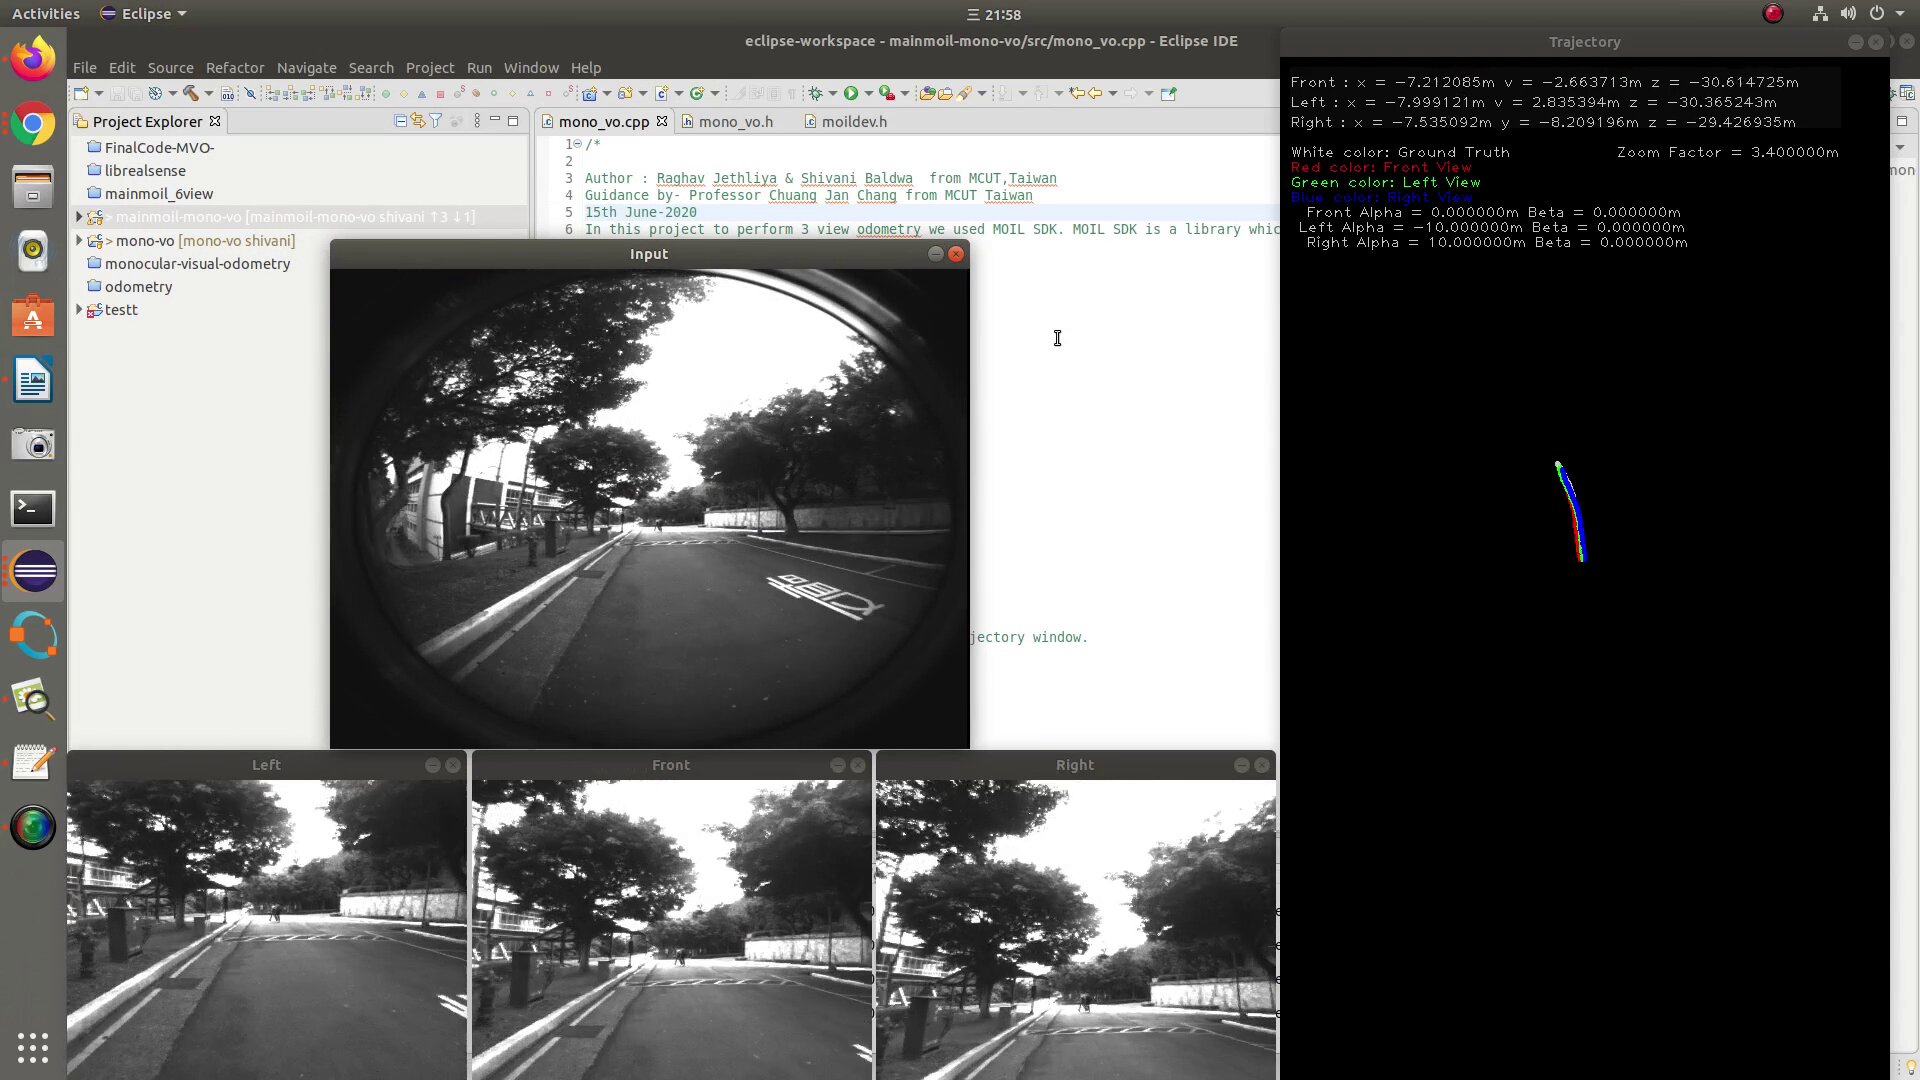 Activities Eclipse 三 21:58
eclipse-workspace - mainmoil-mono-vo/src/mono_vo.cpp - Eclipse IDE
Trajectory
File Edit Source Refactor Navigate Search Project Run Window Help
Project Explorer
mono_vo.cpp mono_vo.h moildev.h
FinalCode-MVO-
librealsense
mainmoil_6view
> mainmoil-mono-vo [mainmoil-mono-vo shivani ↑3 ↓1]
> mono-vo [mono-vo shivani]
monocular-visual-odometry
odometry
testt
1 /*
2
3 Author : Raghav Jethliya & Shivani Baldwa from MCUT,Taiwan
4 Guidance by- Professor Chuang Jan Chang from MCUT Taiwan
5 15th June-2020
6 In this project to perform 3 view odometry we used MOIL SDK. MOIL SDK is a library whic
jectory window.
Input
Left
Front
Right
Front : x = -7.212085m v = -2.663713m z = -30.614725m
Left : x = -7.999121m v = 2.835394m z = -30.365243m
Right : x = -7.535092m y = -8.209196m z = -29.426935m
White color: Ground Truth Zoom Factor = 3.400000m
Red color: Front View
Green color: Left View
Blue color: Right View
Front Alpha = 0.000000m Beta = 0.000000m
Left Alpha = -10.000000m Beta = 0.000000m
Right Alpha = 10.000000m Beta = 0.000000m
mon